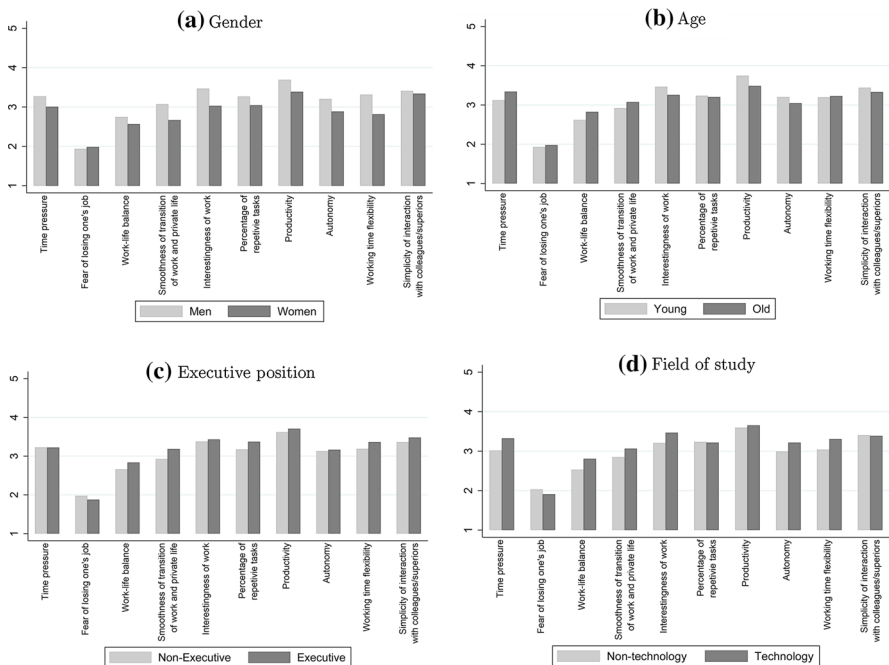 (a) Gender
5
4
3
2
1
Time pressure
Fear of losing one's job
Work-life balance
Smoothness of transition
of work and private life
Interestingness of work
Percentage of
repetivie tasks
Productivity
Autonomy
Working time flexibility
Simplicity of interaction
with colleagues/superiors
Men
Women
(b) Age
5
4
3
2
1
Time pressure
Fear of losing one's job
Work-life balance
Smoothness of transition
of work and private life
Interestingness of work
Percentage of
repetivie tasks
Productivity
Autonomy
Working time flexibility
Simplicity of interaction
with colleagues/superiors
Young
Old
(c) Executive position
5
4
3
2
1
Time pressure
Fear of losing one's job
Work-life balance
Smoothness of transition
of work and private life
Interestingness of work
Percentage of
repetivie tasks
Productivity
Autonomy
Working time flexibility
Simplicity of interaction
with colleagues/superiors
Non-Executive
Executive
(d) Field of study
5
4
3
2
1
Time pressure
Fear of losing one's job
Work-life balance
Smoothness of transition
of work and private life
Interestingness of work
Percentage of
repetivie tasks
Productivity
Autonomy
Working time flexibility
Simplicity of interaction
with colleagues/superiors
Non-technology
Technology